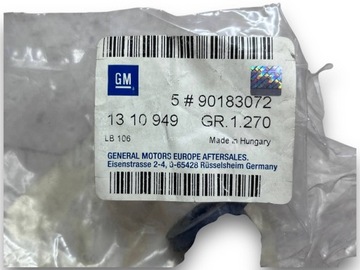 GM
5 # 90183072
13 10 949 GR.1.270
LB 106 Made in Hungary
GENERAL MOTORS EUROPE AFTERSALES.
Eisenstrasse 2-4, D-65428 Rüsselsheim Germany